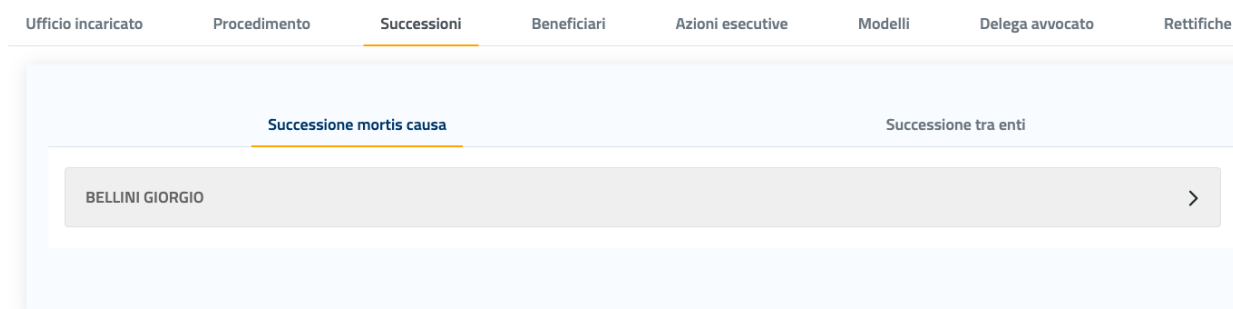 Ufficio incaricato Procedimento Successioni Beneficiari Azioni esecutive Modelli Delega avvocato Rettifiche
Successione mortis causa Successione tra enti
BELLINI GIORGIO